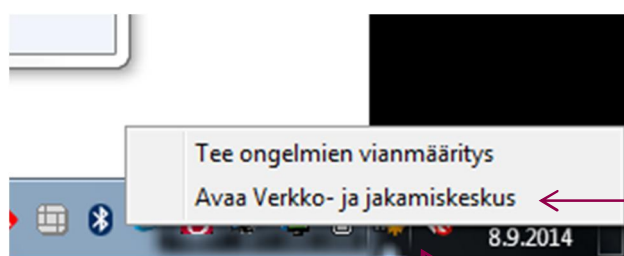 Tee ongelmien vianmääritys
Avaa Verkko- ja jakamiskeskus
8.9.2014